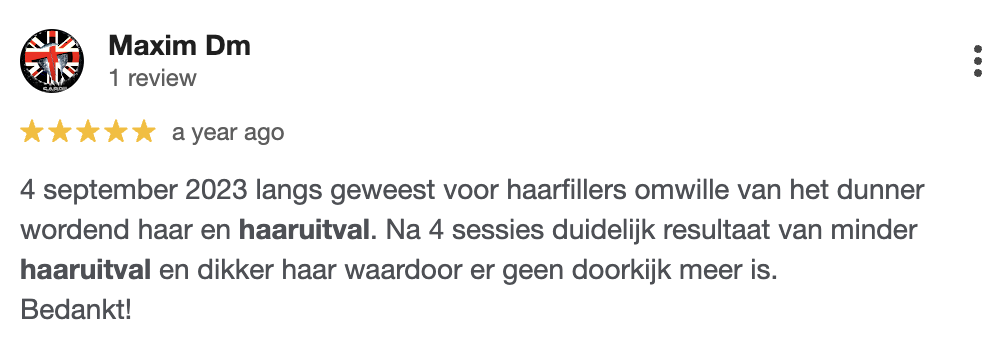 Maxim Dm
1 review
a year ago
4 september 2023 langs geweest voor haarfillers omwille van het dunner
wordend haar en haaruitval. Na 4 sessies duidelijk resultaat van minder
haaruitval en dikker haar waardoor er geen doorkijk meer is.
Bedankt!